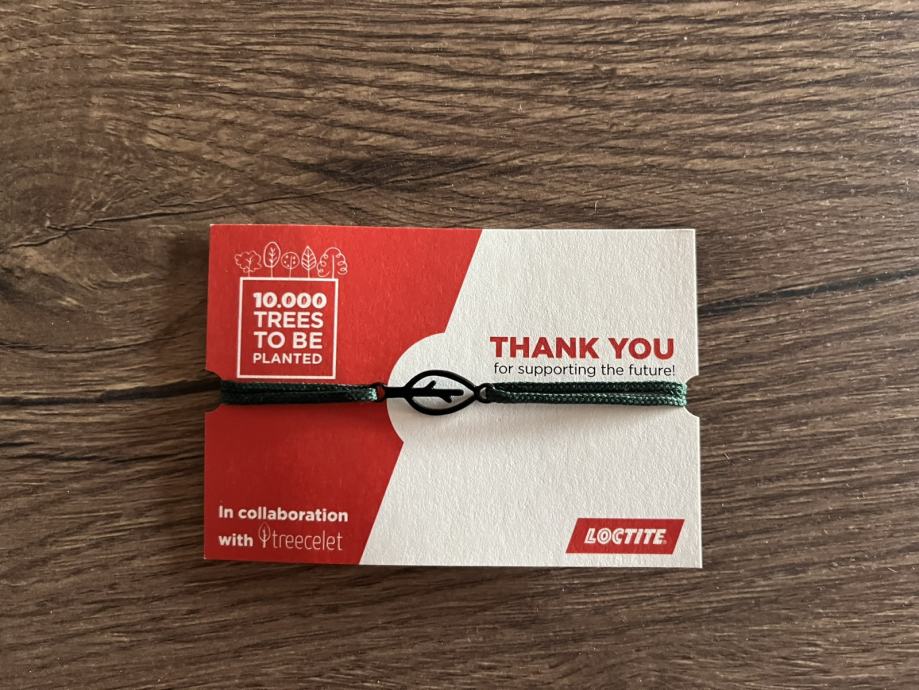 10.000
TREES
TO BE
PLANTED
THANK YOU
for supporting the future!
In collaboration
with treecelet
LOCTITE